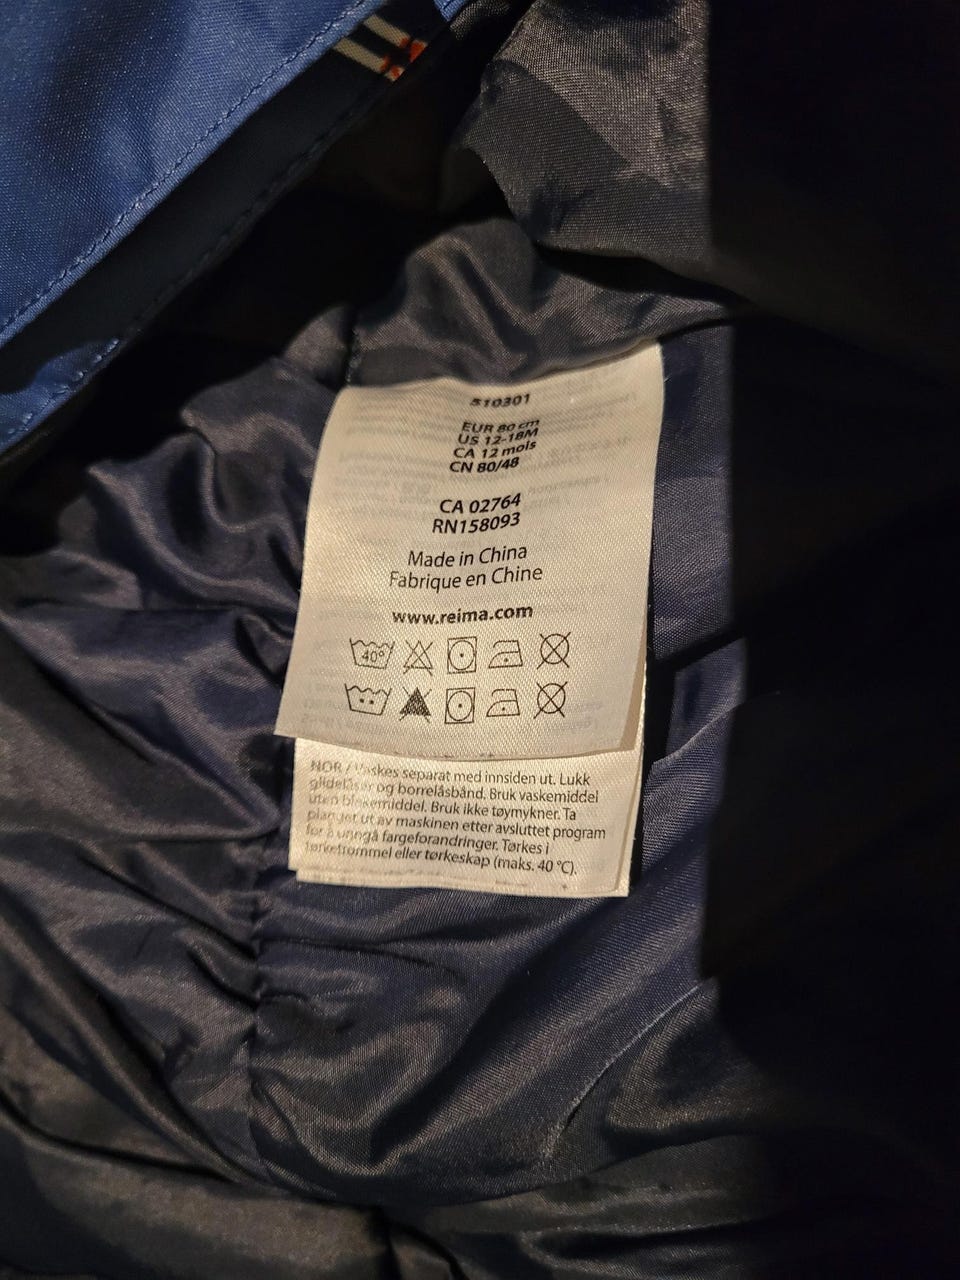 510301
EUR 80 cm
US 12-18M
CA 12 mois
CN 80/48
CA 02764
RN158093
Made in China
Fabrique en Chine
www.reima.com
40°
NOR / Vaskes separat med innsiden ut. Lukk
glidelåser og borrelåsbånd. Bruk vaskemiddel
uten blekemiddel. Bruk ikke tøymykner. Ta
plagget ut av maskinen etter avsluttet program
for å unngå fargeforandringer. Tørkes i
tørketrommel eller tørkeskap (maks. 40 °C).